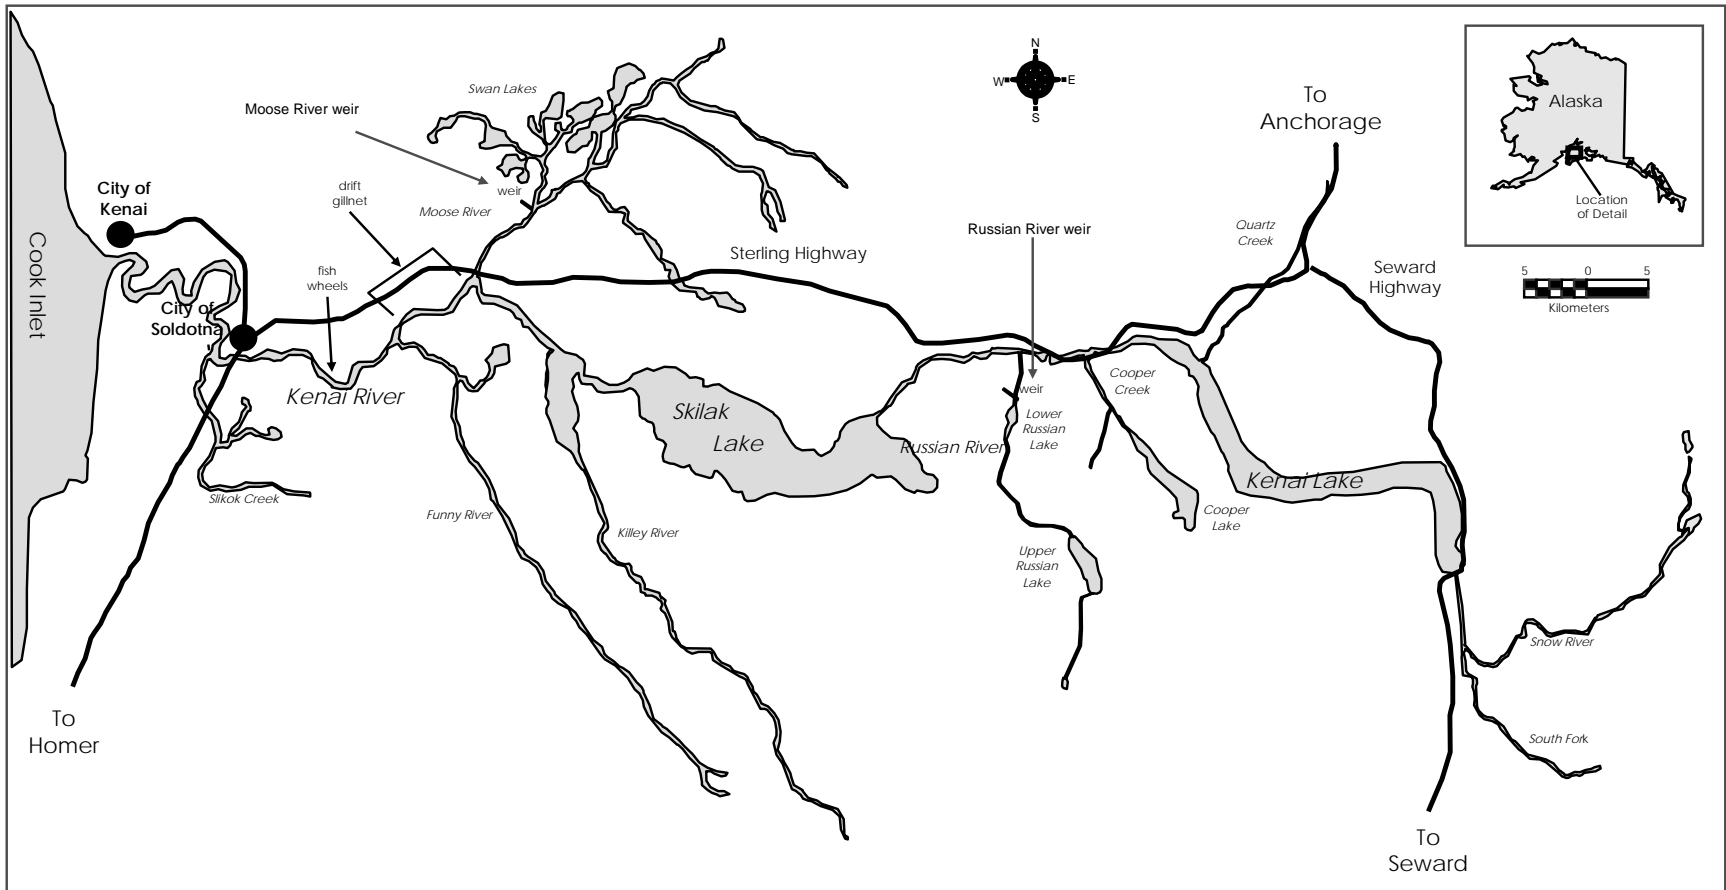 N
W
E
S
To
Anchorage
Alaska
Location
of Detail
Swan Lakes
Moose River weir
drift
gillnet
weir
Moose River
City of
Kenai
Cook Inlet
fish
wheels
City of
Soldotna
Sterling Highway
Russian River weir
Quartz
Creek
Seward
Highway
5
0
5
Kilometers
Kenai River
Skilak
Lake
Russian River
weir
Lower
Russian
Lake
Cooper
Creek
Kenai Lake
Slikok Creek
Funny River
Killey River
Cooper
Lake
Upper
Russian
Lake
Snow River
South Fork
To
Homer
To
Seward